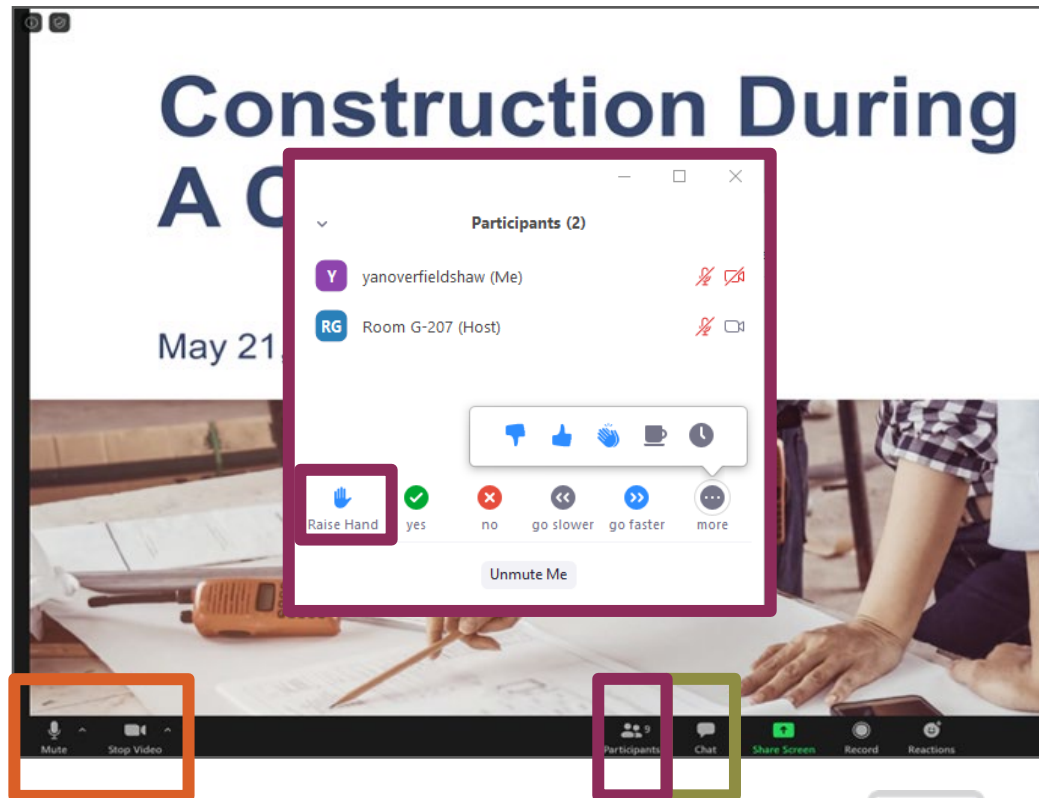 Construction During
A C
May 21,
Participants (2)
Y yanoverfieldshaw (Me)
RG Room G-207 (Host)
Raise Hand yes no go slower go faster more
Unmute Me
Mute Stop Video Participants 9 Chat Share Screen Record Reactions